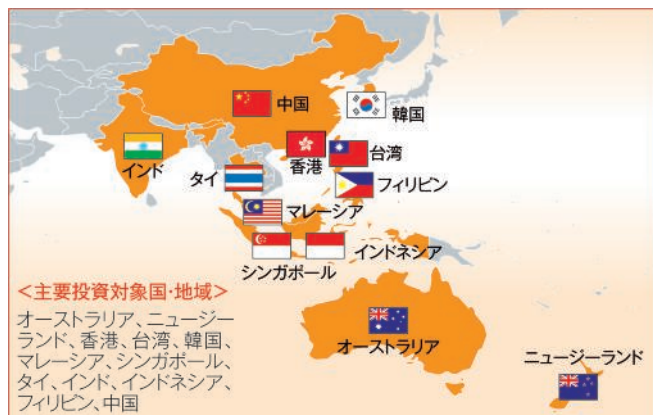 中国
韓国
インド
香港
台湾
タイ
フィリピン
マレーシア
シンガポール
インドネシア
オーストラリア
ニュージーランド
<主要投資対象国・地域>
オーストラリア、ニュージー
ランド、香港、台湾、韓国、
マレーシア、シンガポール、
タイ、インド、インドネシア、
フィリピン、中国